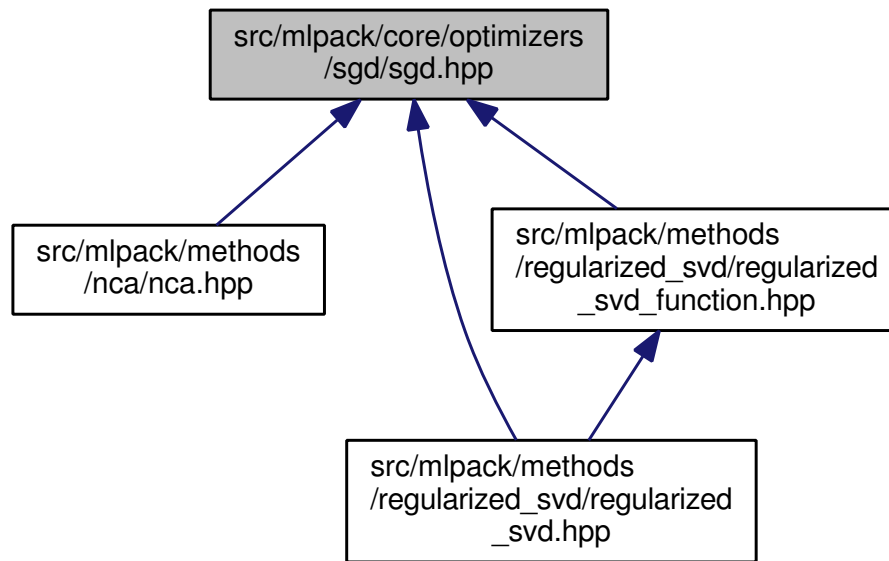 src/mlpack/core/optimizers
/sgd/sgd.hpp
src/mlpack/methods
/nca/nca.hpp
src/mlpack/methods
/regularized_svd/regularized
_svd_function.hpp
src/mlpack/methods
/regularized_svd/regularized
_svd.hpp